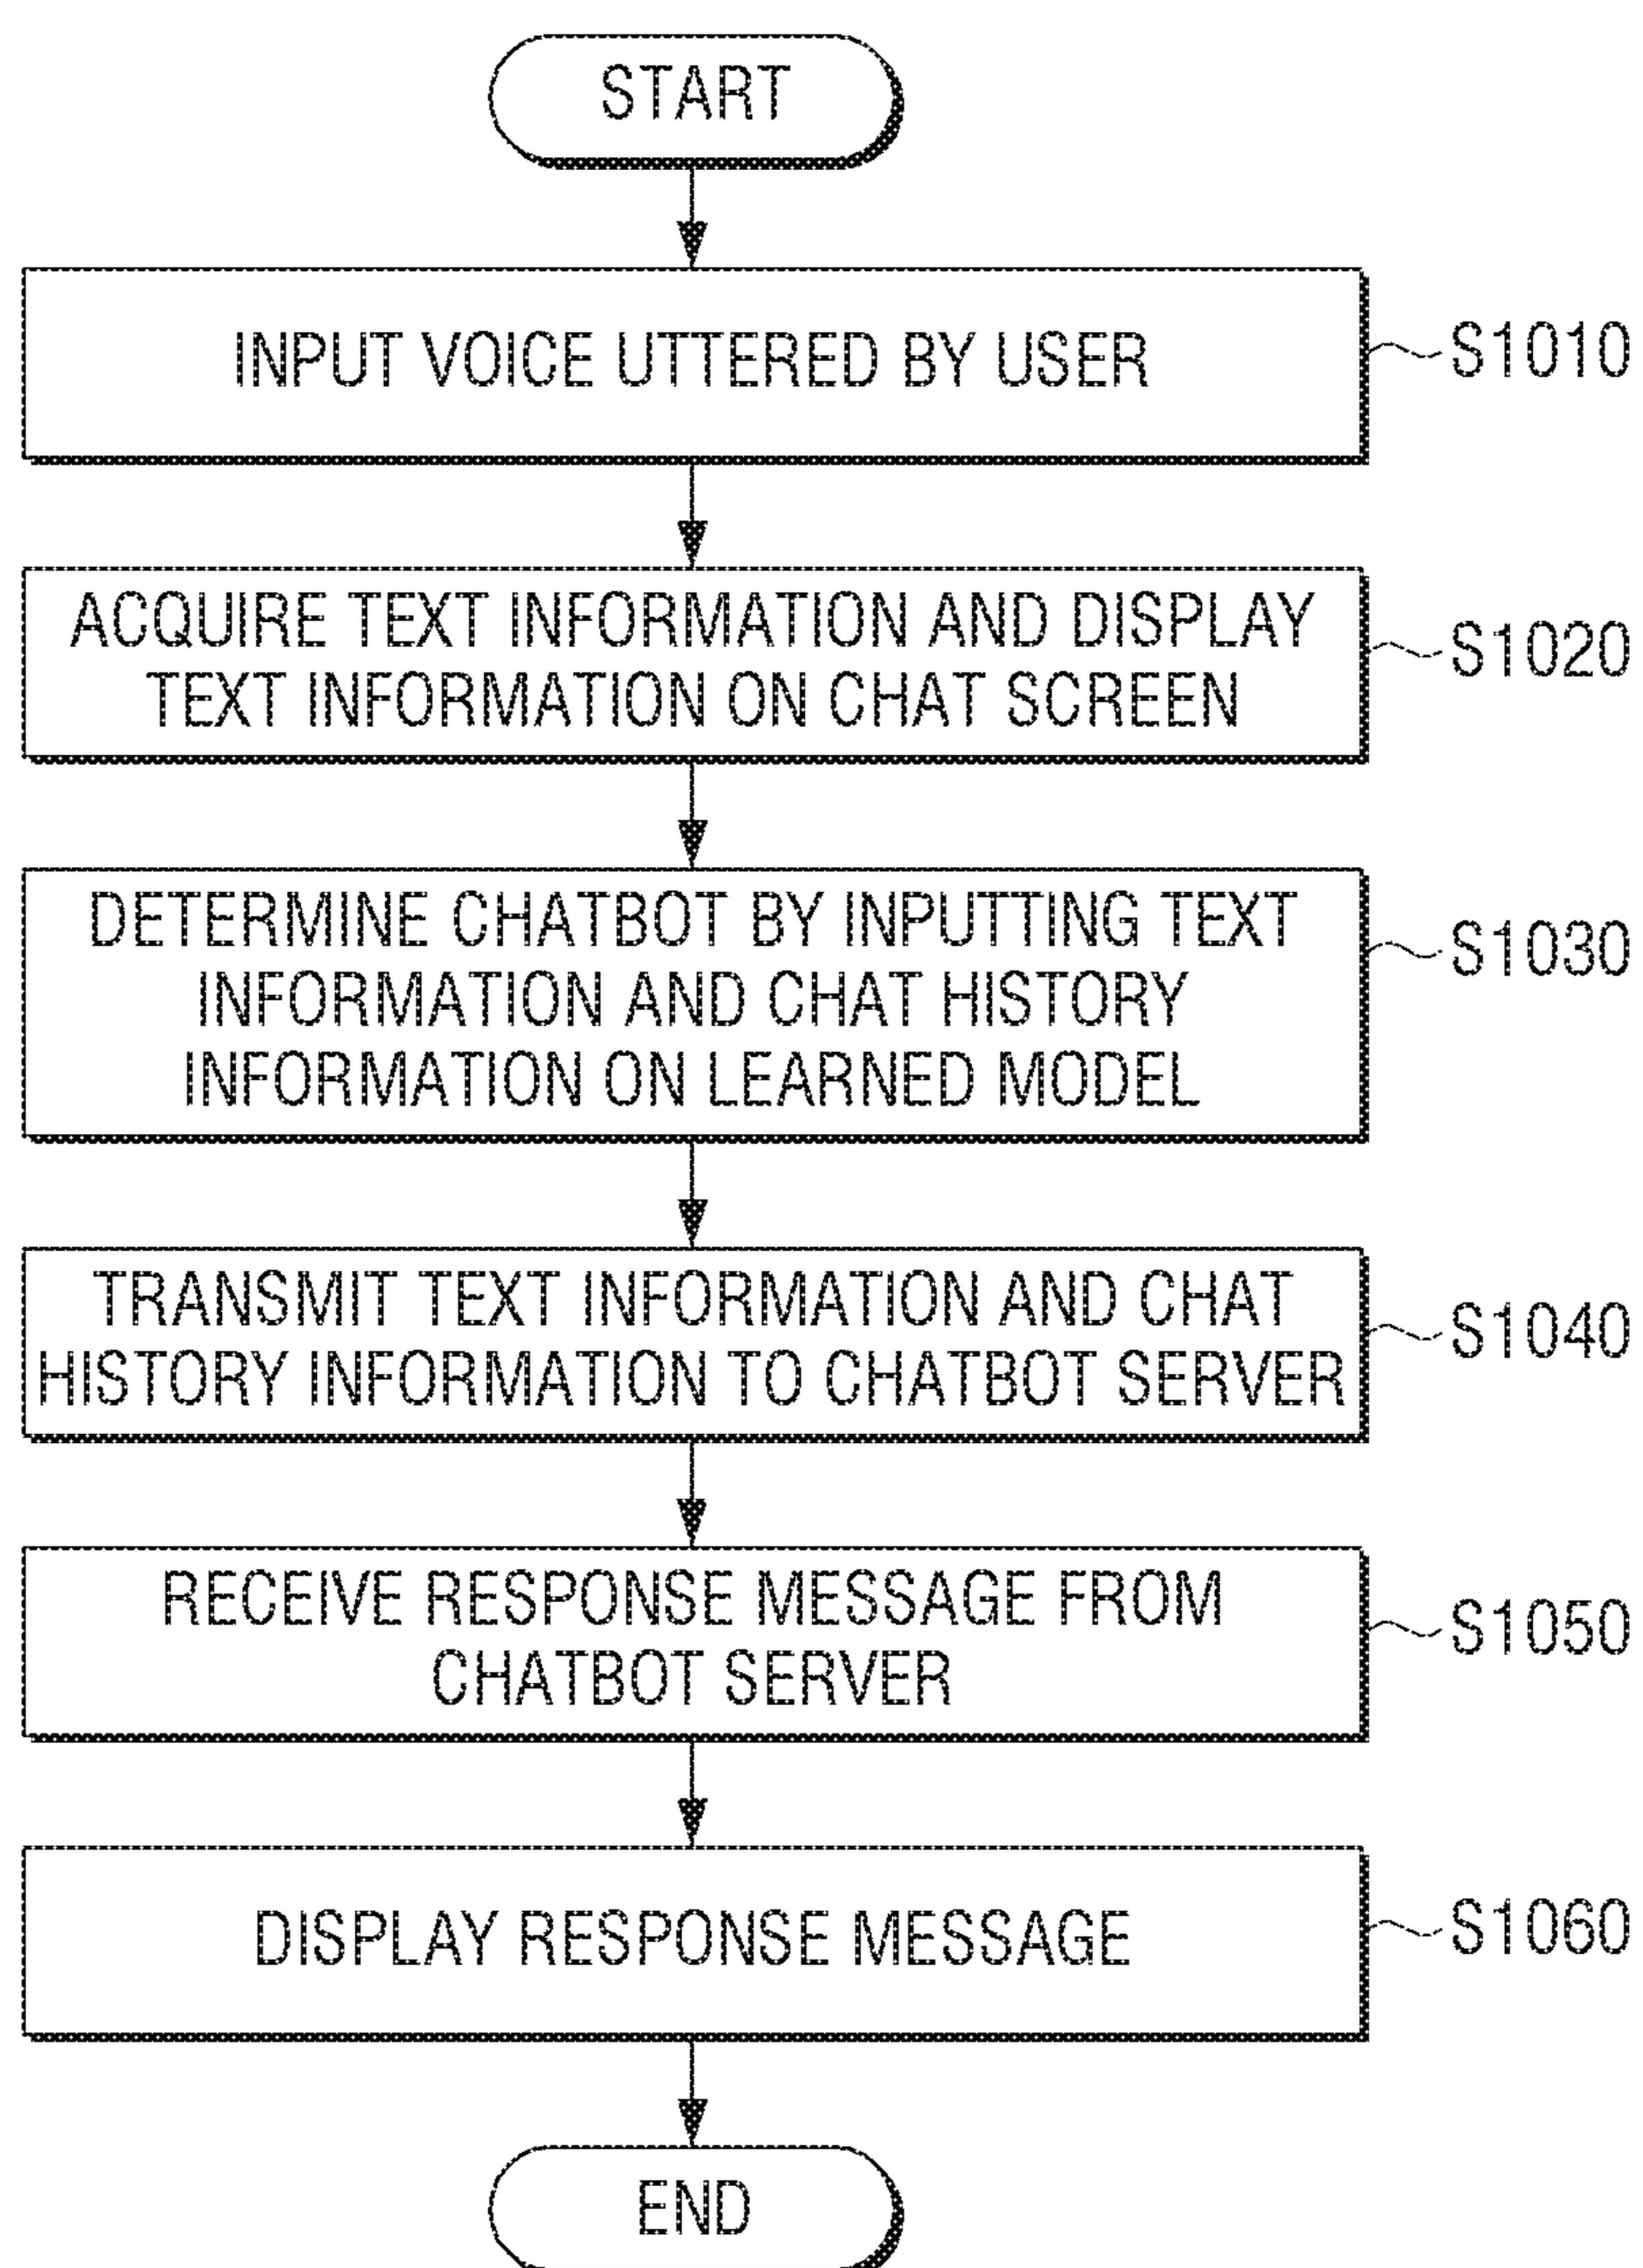 START
INPUT VOICE UTTERED BY USER
S1010
ACQUIRE TEXT INFORMATION AND DISPLAY
TEXT INFORMATION ON CHAT SCREEN
S1020
DETERMINE CHATBOT BY INPUTTING TEXT
INFORMATION AND CHAT HISTORY
INFORMATION ON LEARNED MODEL
S1030
TRANSMIT TEXT INFORMATION AND CHAT
HISTORY INFORMATION TO CHATBOT SERVER
S1040
RECEIVE RESPONSE MESSAGE FROM
CHATBOT SERVER
S1050
DISPLAY RESPONSE MESSAGE
S1060
END